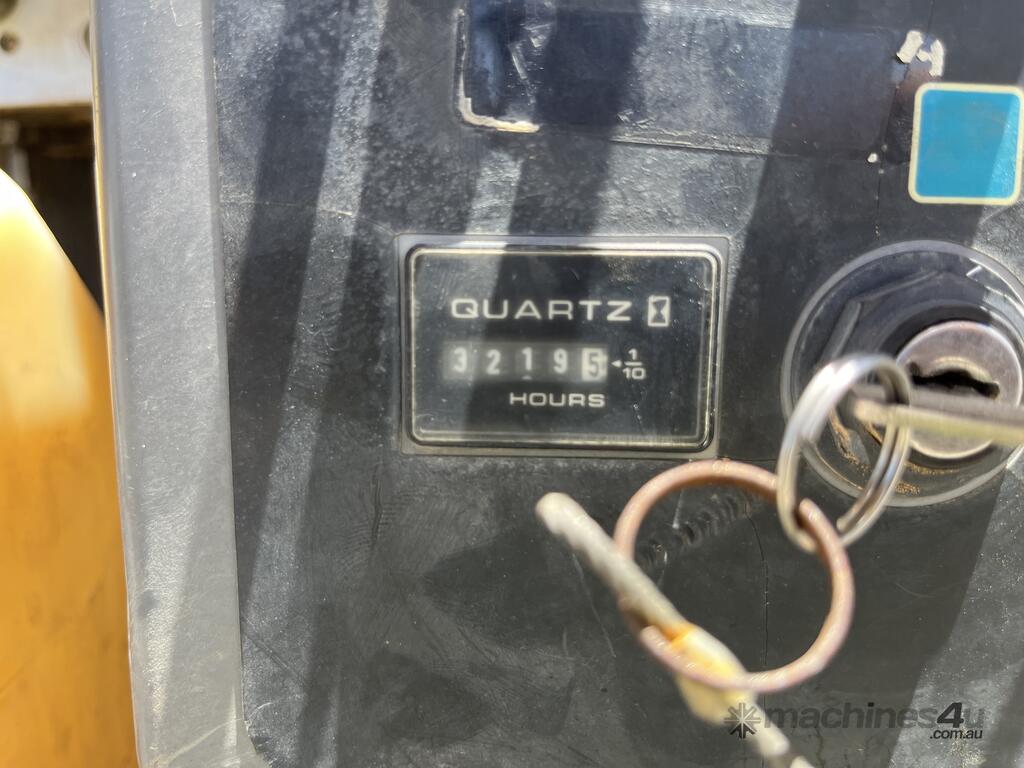 QUARTZ
32195 1/10
HOURS
machines4u
.com.au